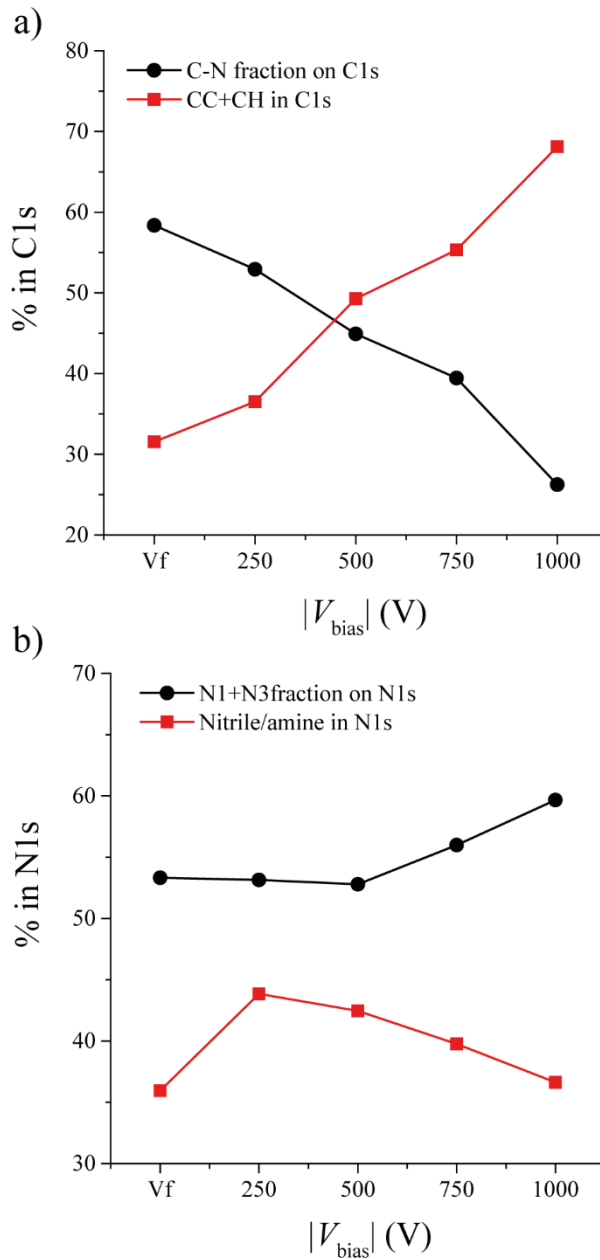 a)
80
C-N fraction on C1s
CC+CH in C1s
70
60
50
40
30
20
% in C1s
Vf 250 500 750 1000
|Vbias| (V)
b)
70
N1+N3fraction on N1s
Nitrile/amine in N1s
60
50
40
30
% in N1s
Vf 250 500 750 1000
|Vbias| (V)